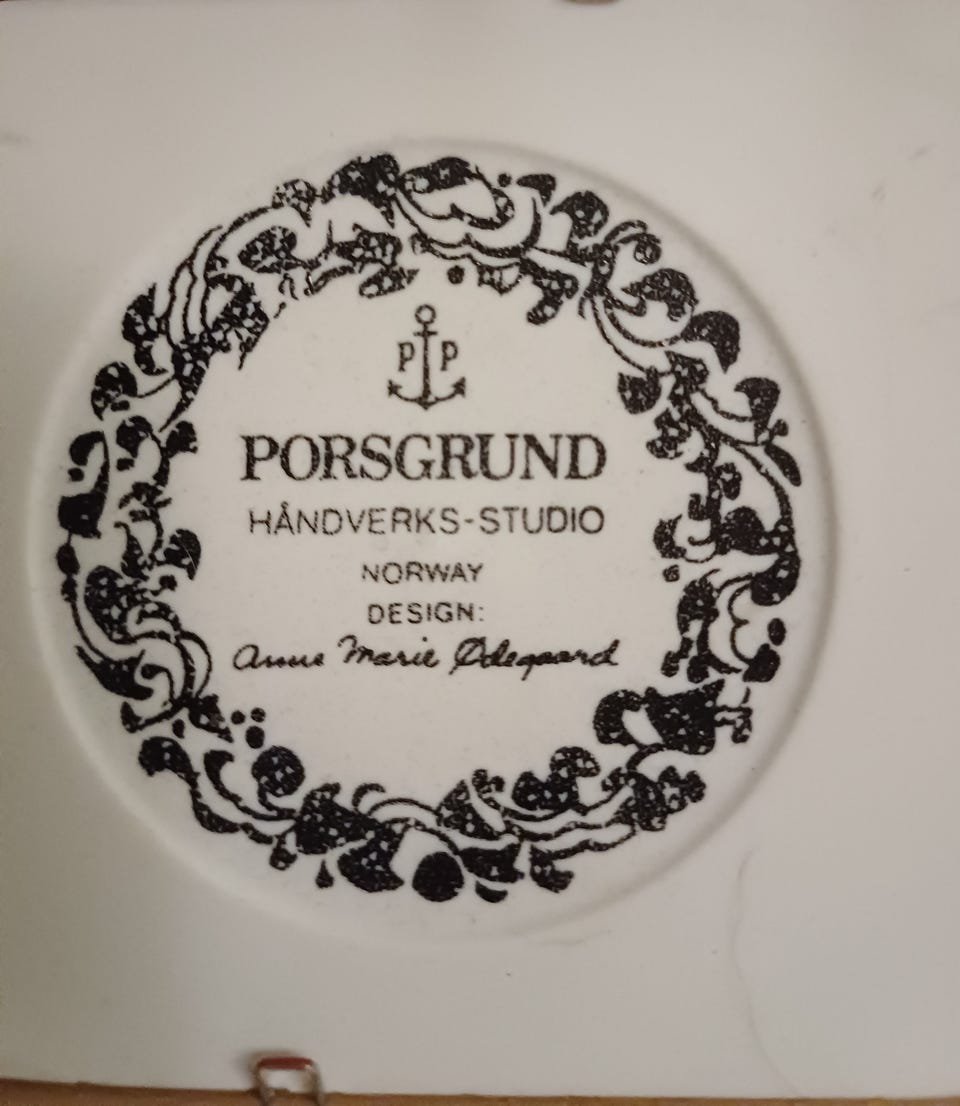 P P
PORSGRUND
HÅNDVERKS-STUDIO
NORWAY
DESIGN:
Anne Marie Ødegaard